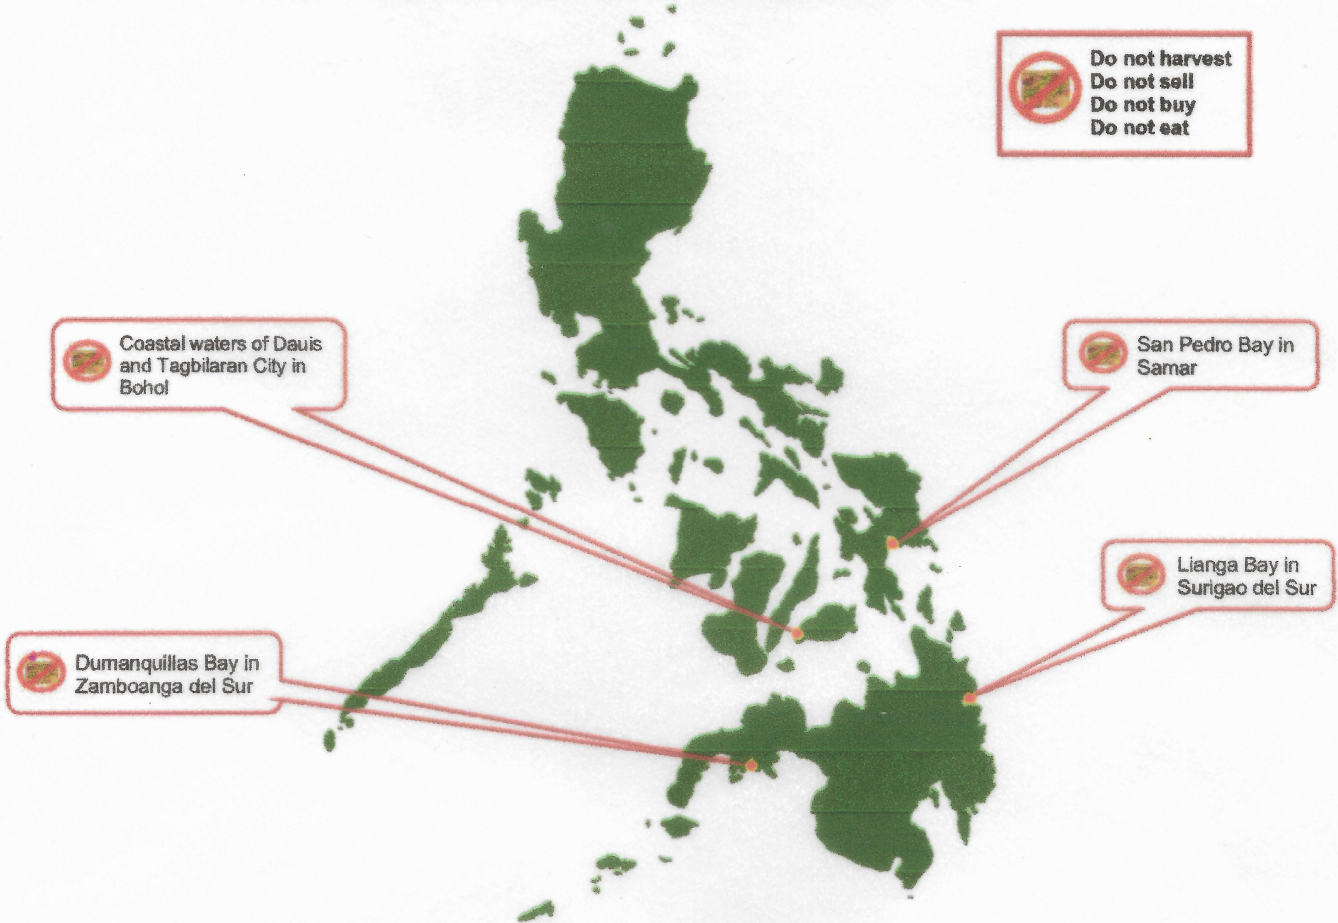 Do not harvest
Do not sell
Do not buy
Do not eat
Coastal waters of Dauis
and Tagbilaran City in
Bohol
San Pedro Bay in
Samar
Lianga Bay in
Surigao del Sur
Dumanquillas Bay in
Zamboanga del Sur